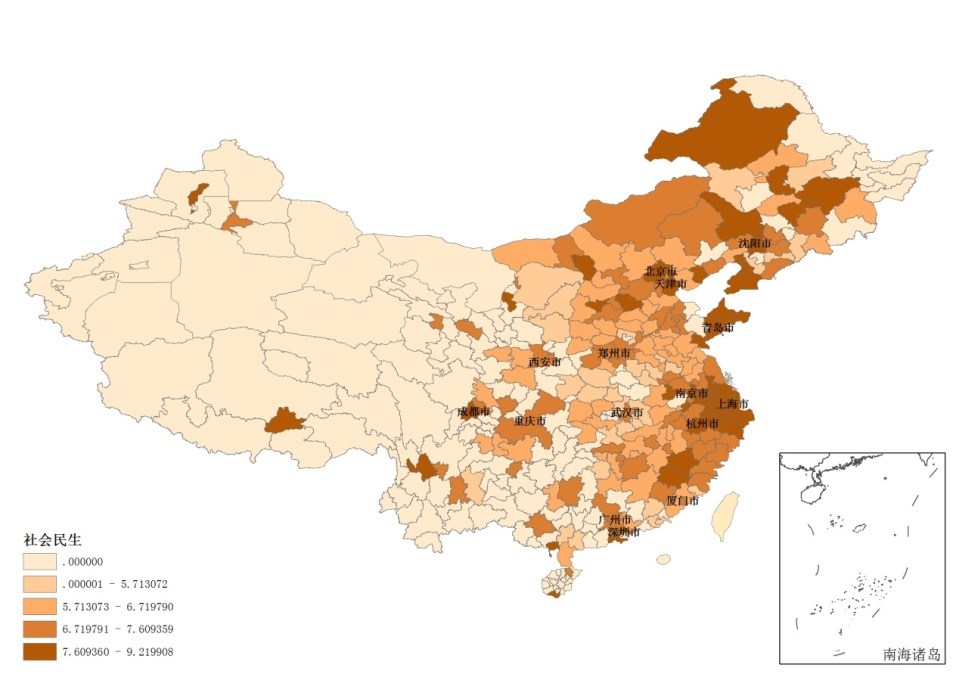 沈阳市
北京市
天津市
青岛市
郑州市
西安市
南京市
上海市
成都市
武汉市
重庆市
杭州市
厦门市
广州市
深圳市
社会民生
.000000
.000001 - 5.713072
5.713073 - 6.719790
6.719791 - 7.609359
7.609360 - 9.219908
南海诸岛